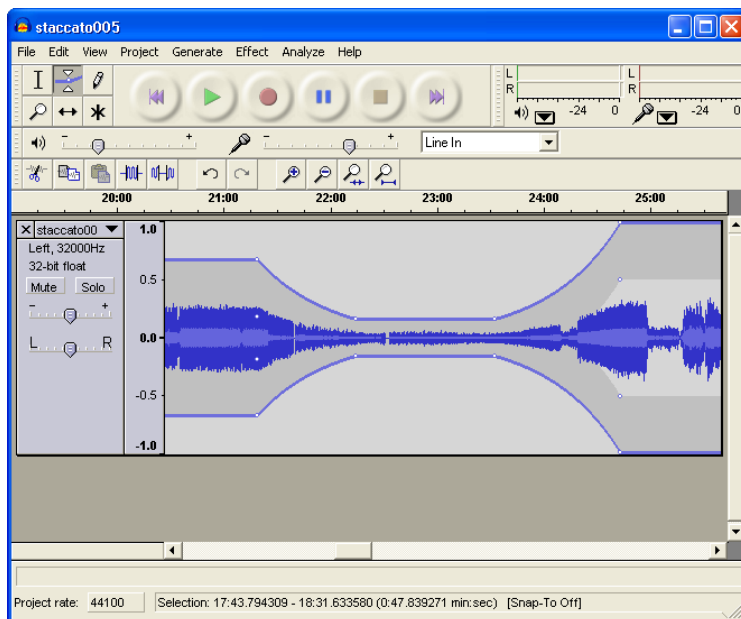 staccato005
File Edit View Project Generate Effect Analyze Help
L
R
-24 0
L
R
-24 0
- +
- +
Line In
20:00 21:00 22:00 23:00 24:00 25:00
staccato00
Left, 32000Hz
32-bit float
Mute Solo
- +
L R
1.0
0.5
0.0
-0.5
-1.0
Project rate: 44100 Selection: 17:43.794309 - 18:31.633580 (0:47.839271 min:sec) [Snap-To Off]